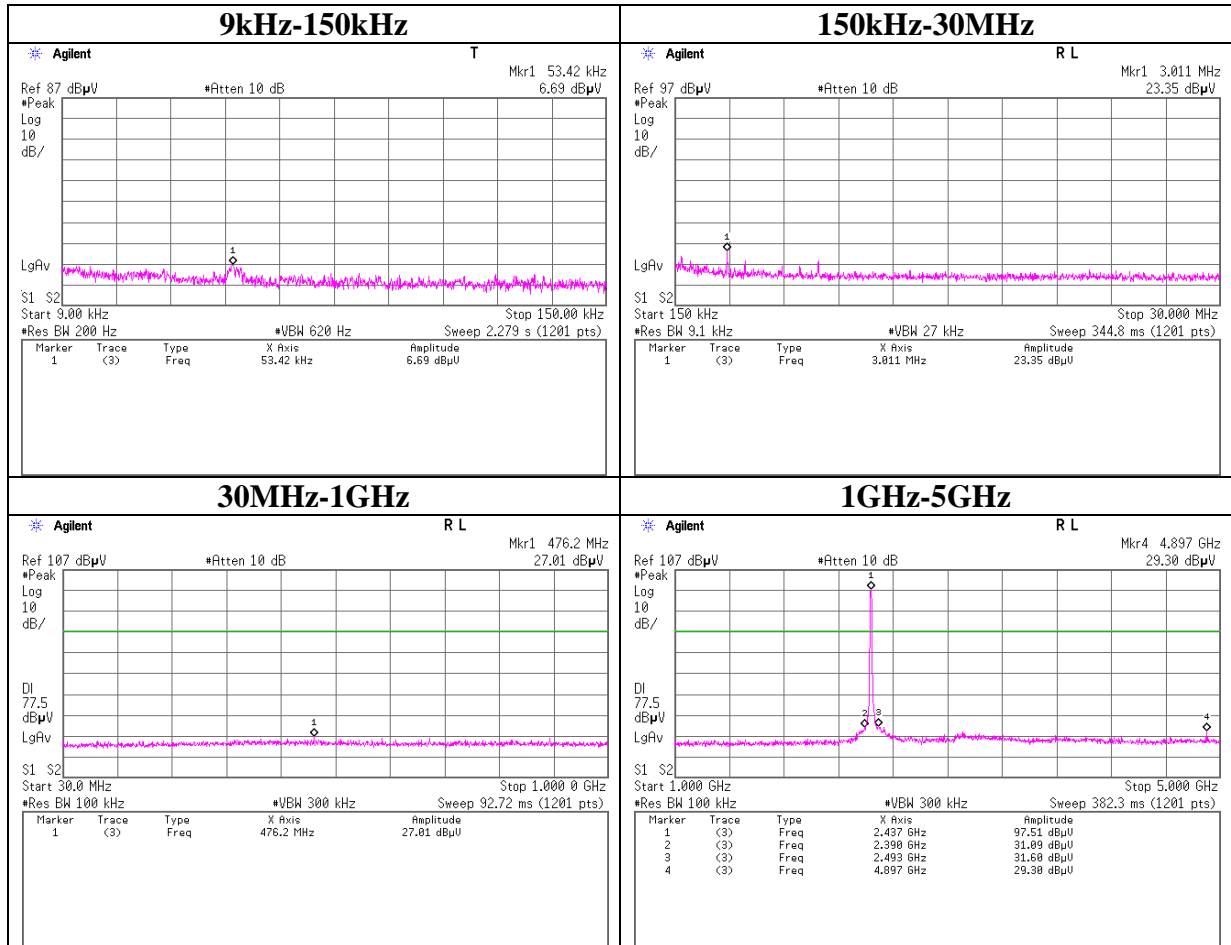 9kHz-150kHz
Agilent T
Mkr1 53.42 kHz
Ref 87 dBµV #Atten 10 dB 6.69 dBµV
#Peak
Log
10
dB/
1
LgAv
S1 S2
Start 9.00 kHz Stop 150.00 kHz
#Res BW 200 Hz #VBW 620 Hz Sweep 2.279 s (1201 pts)
Marker Trace Type X Axis Amplitude
1 (3) Freq 53.42 kHz 6.69 dBµV
150kHz-30MHz
Agilent R L
Mkr1 3.011 MHz
Ref 97 dBµV #Atten 10 dB 23.35 dBµV
#Peak
Log
10
dB/
1
LgAv
S1 S2
Start 150 kHz Stop 30.000 MHz
#Res BW 9.1 kHz #VBW 27 kHz Sweep 344.8 ms (1201 pts)
Marker Trace Type X Axis Amplitude
1 (3) Freq 3.011 MHz 23.35 dBµV
30MHz-1GHz
Agilent R L
Mkr1 476.2 MHz
Ref 107 dBµV #Atten 10 dB 27.01 dBµV
#Peak
Log
10
dB/
DI
77.5
dBµV
1
LgAv
S1 S2
Start 30.0 MHz Stop 1.000 0 GHz
#Res BW 100 kHz #VBW 300 kHz Sweep 92.72 ms (1201 pts)
Marker Trace Type X Axis Amplitude
1 (3) Freq 476.2 MHz 27.01 dBµV
1GHz-5GHz
Agilent R L
Mkr4 4.897 GHz
Ref 107 dBµV #Atten 10 dB 29.30 dBµV
#Peak
1
Log
10
dB/
DI
77.5
dBµV
2 3 4
LgAv
S1 S2
Start 1.000 GHz Stop 5.000 GHz
#Res BW 100 kHz #VBW 300 kHz Sweep 382.3 ms (1201 pts)
Marker Trace Type X Axis Amplitude
1 (3) Freq 2.437 GHz 97.51 dBµV
2 (3) Freq 2.390 GHz 31.09 dBµV
3 (3) Freq 2.493 GHz 31.60 dBµV
4 (3) Freq 4.897 GHz 29.30 dBµV